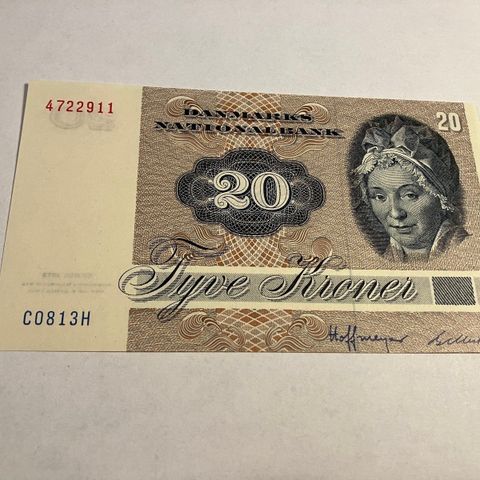 4722911
DANMARKS
NATIONALBANK
20
20
Tyve Kroner
C0813H
Hoffmeyer